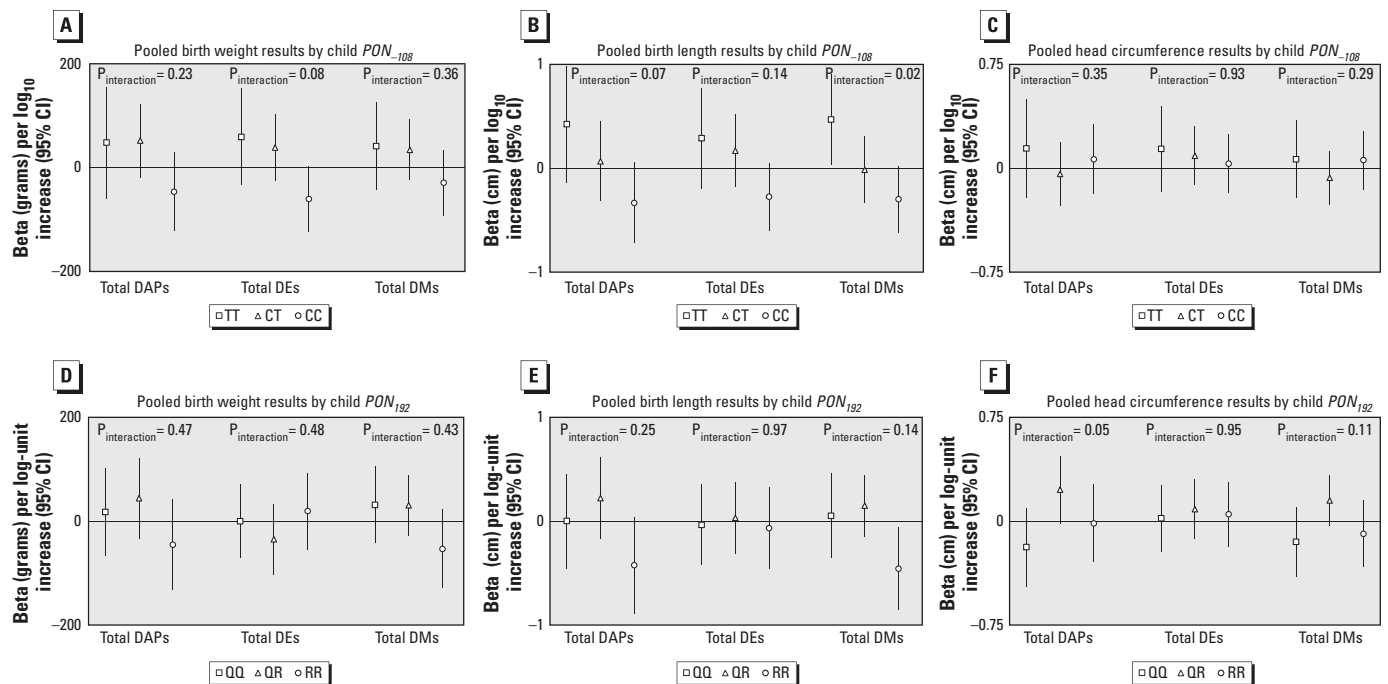 A
Pooled birth weight results by child PON–108
Beta (grams) per log10
increase (95% CI)
200
0
–200
Pinteraction = 0.23
Pinteraction = 0.08
Pinteraction = 0.36
Total DAPs
Total DEs
Total DMs
TT CT CC
B
Pooled birth length results by child PON–108
Beta (cm) per log10
increase (95% CI)
1
0
–1
Pinteraction = 0.07
Pinteraction = 0.14
Pinteraction = 0.02
Total DAPs
Total DEs
Total DMs
TT CT CC
C
Pooled head circumference results by child PON–108
Beta (cm) per log10
increase (95% CI)
0.75
0
–0.75
Pinteraction = 0.35
Pinteraction = 0.93
Pinteraction = 0.29
Total DAPs
Total DEs
Total DMs
TT CT CC
D
Pooled birth weight results by child PON192
Beta (grams) per log-unit
increase (95% CI)
200
0
–200
Pinteraction = 0.47
Pinteraction = 0.48
Pinteraction = 0.43
Total DAPs
Total DEs
Total DMs
QQ QR RR
E
Pooled birth length results by child PON192
Beta (cm) per log-unit
increase (95% CI)
1
0
–1
Pinteraction = 0.25
Pinteraction = 0.97
Pinteraction = 0.14
Total DAPs
Total DEs
Total DMs
QQ QR RR
F
Pooled head circumference results by child PON192
Beta (cm) per log-unit
increase (95% CI)
0.75
0
–0.75
Pinteraction = 0.05
Pinteraction = 0.95
Pinteraction = 0.11
Total DAPs
Total DEs
Total DMs
QQ QR RR